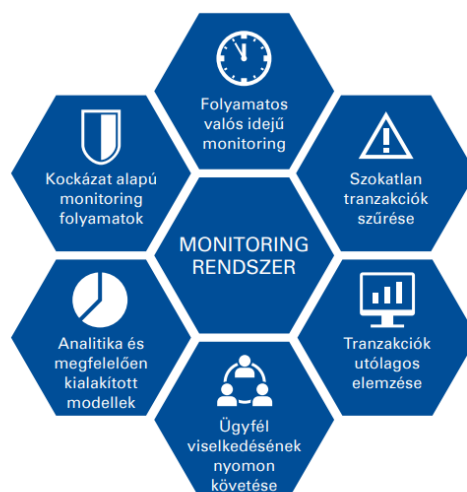 Folyamatos
valós idejű
monitoring
Kockázat alapú
monitoring
folyamatok
Szokatlan
tranzakciók
szűrése
MONITORING
RENDSZER
Analitika és
megfelelően
kialakított
modellek
Tranzakciók
utólagos
elemzése
Ügyfél
viselkedésének
nyomon
követése